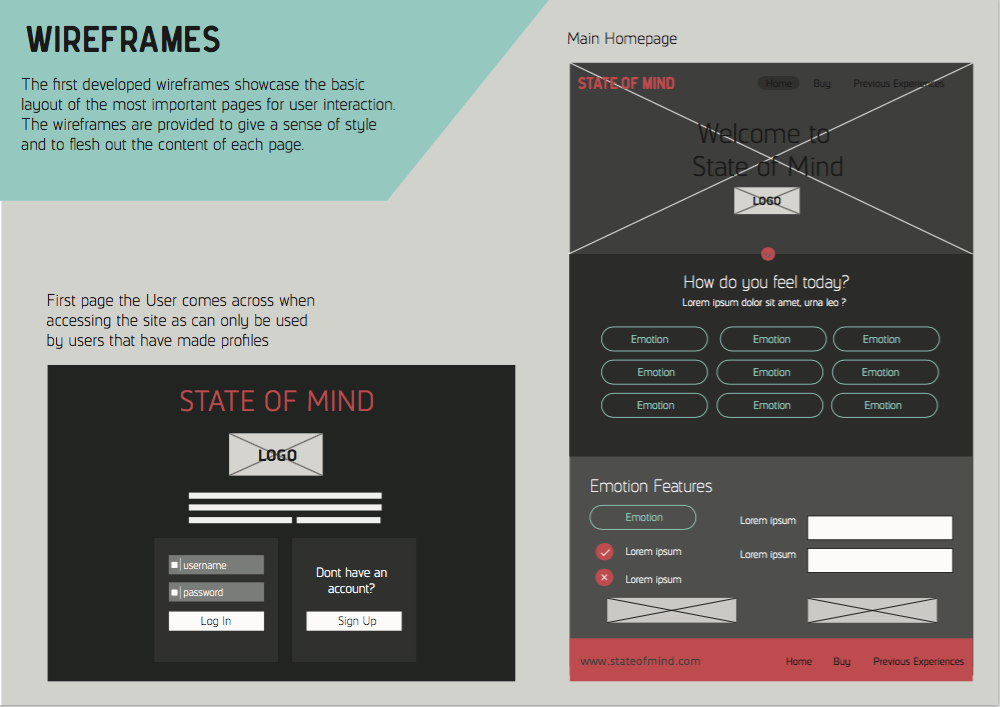 WIREFRAMES
The first developed wireframes showcase the basic
layout of the most important pages for user interaction.
The wireframes are provided to give a sense of style
and to flesh out the content of each page.
First page the User comes across when
accessing the site as can only be used
by users that have made profiles
STATE OF MIND
LOGO
username
password
Log In
Dont have an
account?
Sign Up
Main Homepage
STATE OF MIND
Home Buy Previous Experiences
Welcome to
State of Mind
LOGO
How do you feel today?
Lorem ipsum dolor sit amet, urna leo ?
Emotion Emotion Emotion
Emotion Emotion Emotion
Emotion Emotion Emotion
Emotion Features
Emotion
Lorem ipsum
Lorem ipsum
Lorem ipsum
Lorem ipsum
www.stateofmind.com Home Buy Previous Experiences